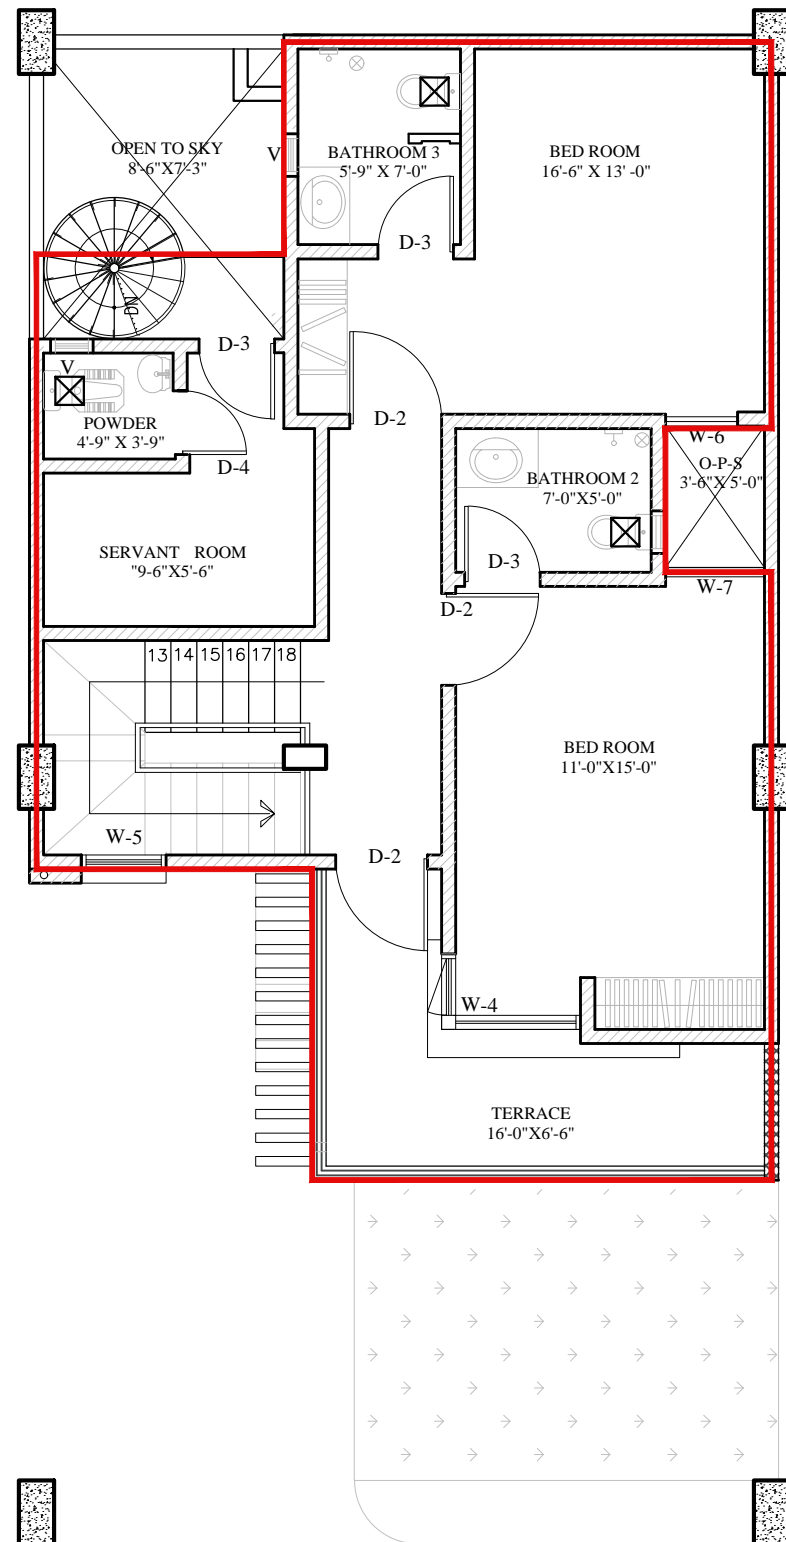 OPEN TO SKY
8'-6"X7'-3"
V
BATHROOM 3
5'-9" X 7'-0"
BED ROOM
16'-6" X 13' -0"
D-3
DN
D-3
V
POWDER
4'-9" X 3'-9"
D-4
D-2
W-6
O-P-S
3'-6"X 5'-0"
BATHROOM 2
7'-0"X5'-0"
SERVANT ROOM
"9-6"X5'-6"
D-3
W-7
D-2
13 14 15 16 17 18
BED ROOM
11'-0"X15'-0"
W-5
D-2
W-4
TERRACE
16'-0"X6'-6"